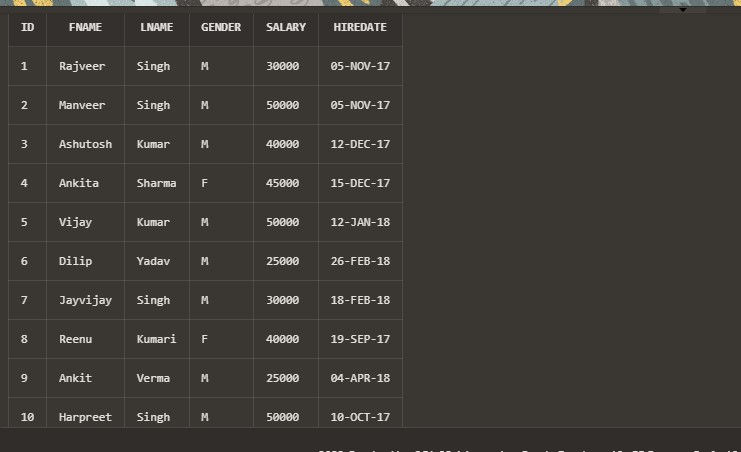 ID FNAME LNAME GENDER SALARY HIREDATE
1 Rajveer Singh M 30000 05-NOV-17
2 Manveer Singh M 50000 05-NOV-17
3 Ashutosh Kumar M 40000 12-DEC-17
4 Ankita Sharma F 45000 15-DEC-17
5 Vijay Kumar M 50000 12-JAN-18
6 Dilip Yadav M 25000 26-FEB-18
7 Jayvijay Singh M 30000 18-FEB-18
8 Reenu Kumari F 40000 19-SEP-17
9 Ankit Verma M 25000 04-APR-18
10 Harpreet Singh M 50000 10-OCT-17